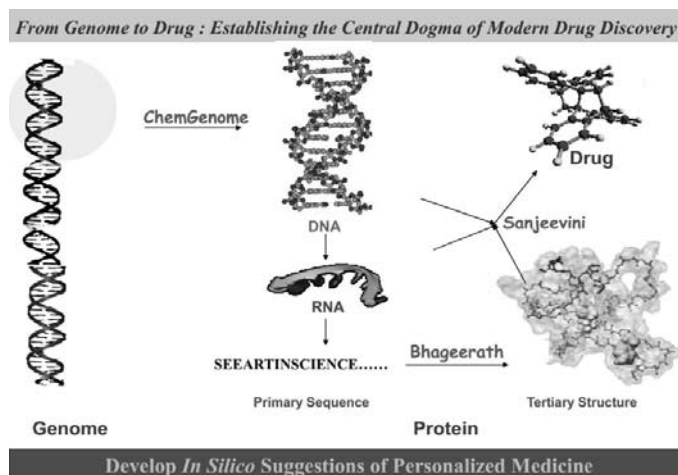 From Genome to Drug : Establishing the Central Dogma of Modern Drug Discovery
ChemGenome
DNA
RNA
SEEARTINSCIENCE......
Primary Sequence
Genome
Drug
Sanjeevini
Bhageerath
Tertiary Structure
Protein
Develop In Silico Suggestions of Personalized Medicine